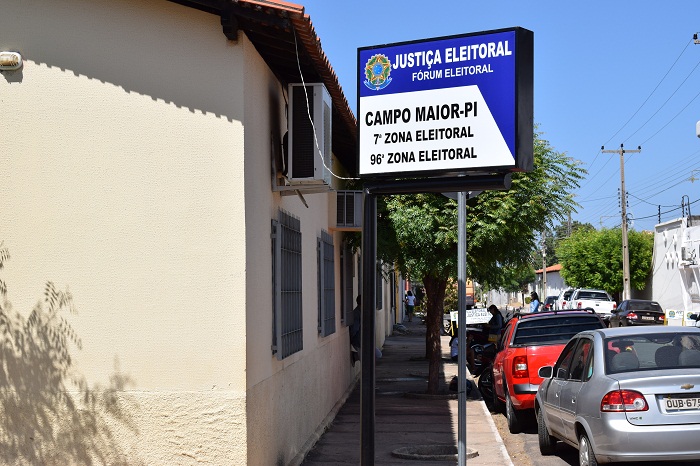 JUSTIÇA ELEITORAL
FÓRUM ELEITORAL
CAMPO MAIOR-PI
7ª ZONA ELEITORAL
96ª ZONA ELEITORAL